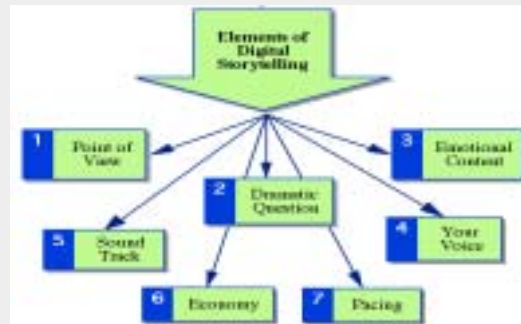 Elements of
Digital
Storytelling
1
Point of
View
2
Dramatic
Question
3
Emotional
Content
4
Your
Voice
5
Sound
Track
6
Economy
7
Pacing